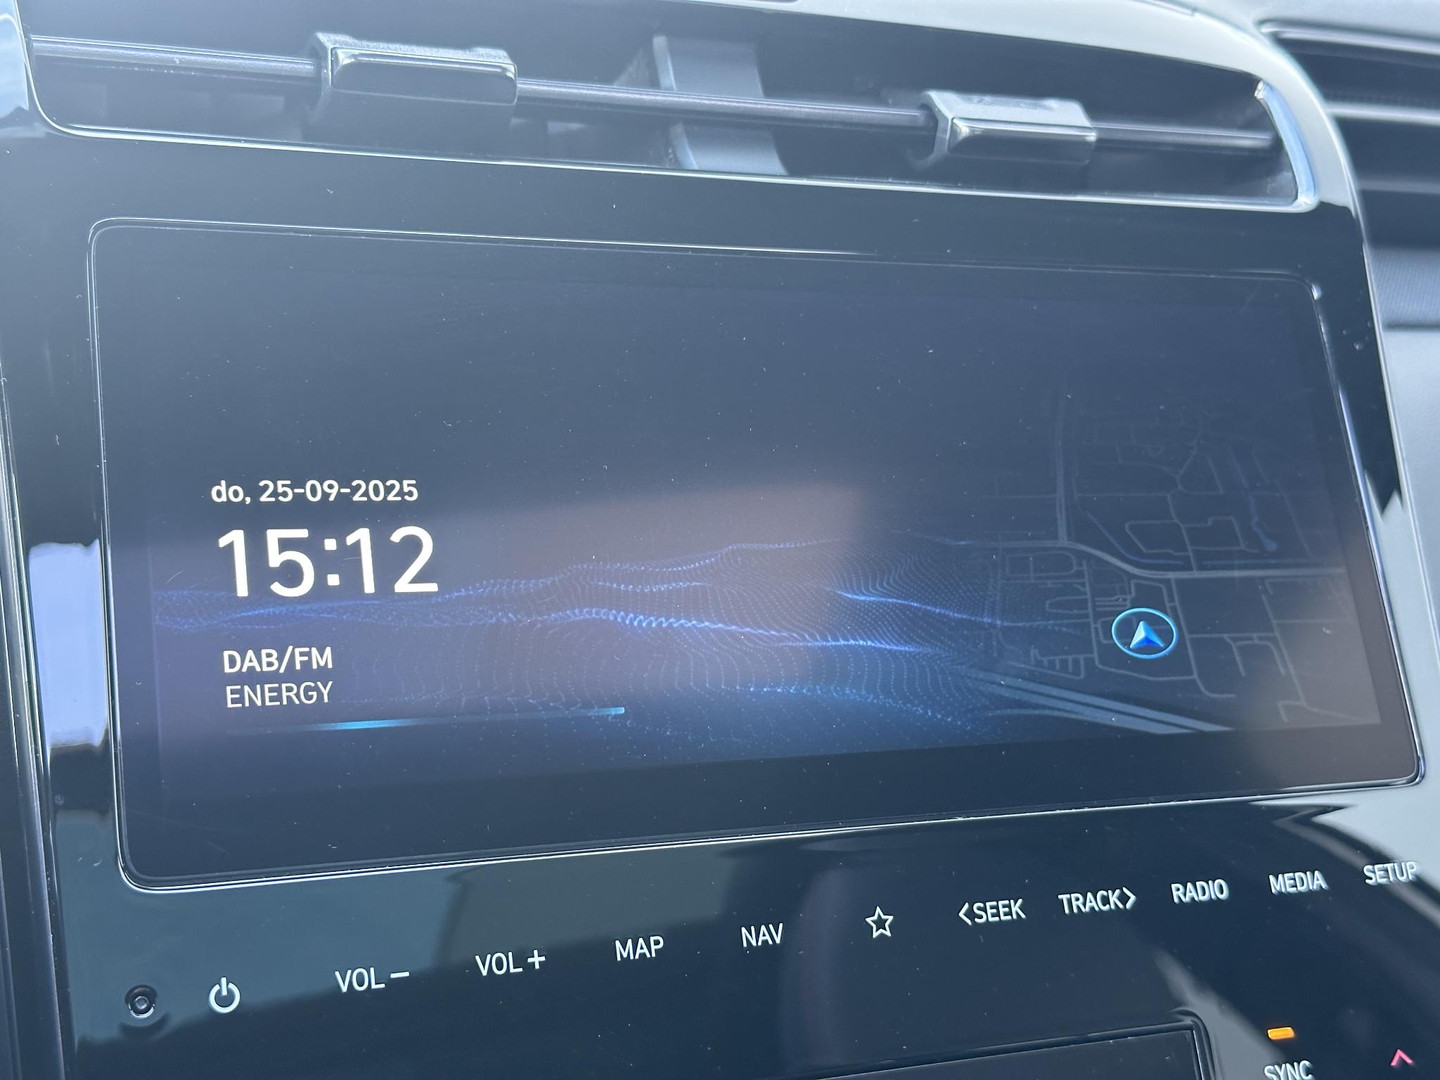 do, 25-09-2025
15:12
DAB/FM
ENERGY
VOL−
VOL+
MAP
NAV
<SEEK
TRACK>
RADIO
MEDIA
SETUP
SYNC